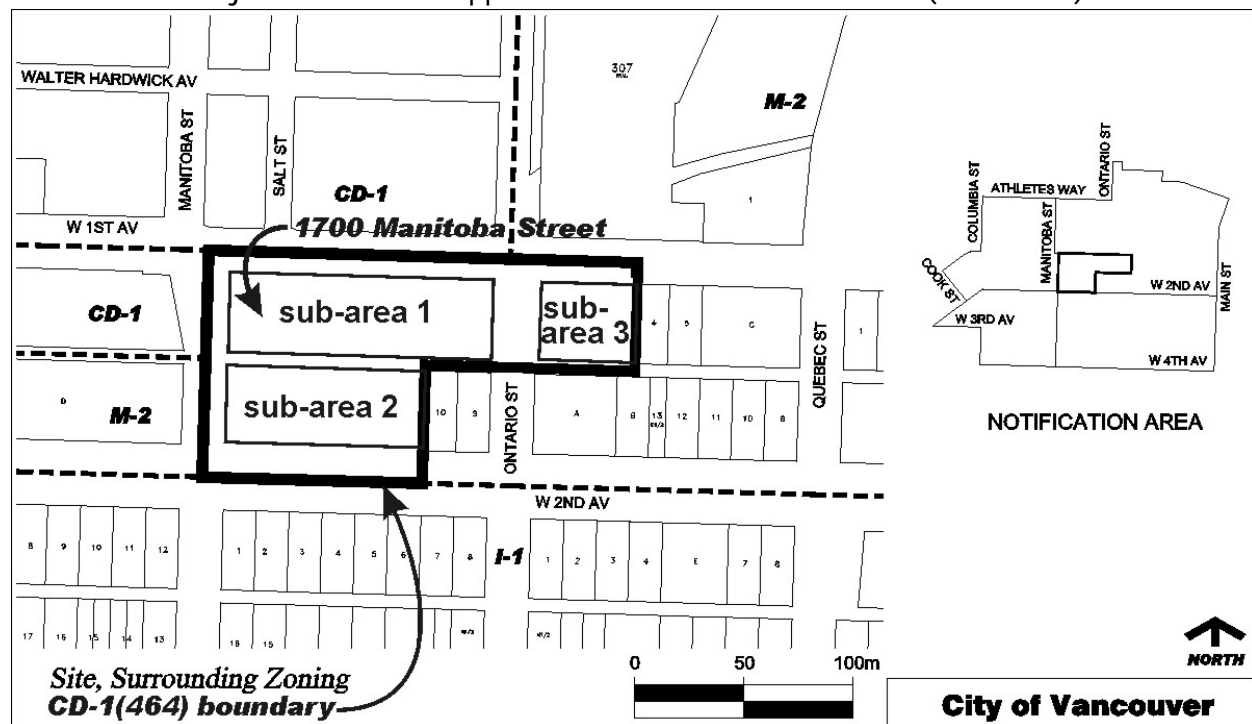 WALTER HARDWICK AV
MANITOBA ST
SALT ST
307
M-2
CD-1
1
W 1ST AV
1700 Manitoba Street
CD-1
sub-area 1
sub-
area 3
4
5
C
1
QUEBEC ST
D
M-2
sub-area 2
10
9
ONTARIO ST
A
13
12
11
10
W 2ND AV
8
9
10
11
12
1
2
3
4
5
6
7
8
I-1
1
2
3
4
E
7
8
17
16
15
14
13
16
15
Site, Surrounding Zoning
CD-1(464) boundary
0
50
100m
COLUMBIA ST
ATHLETES WAY
ONTARIO ST
MANITOBA ST
COOK ST
W 2ND AV
MAIN ST
W 3RD AV
W 4TH AV
NOTIFICATION AREA
NORTH
City of Vancouver